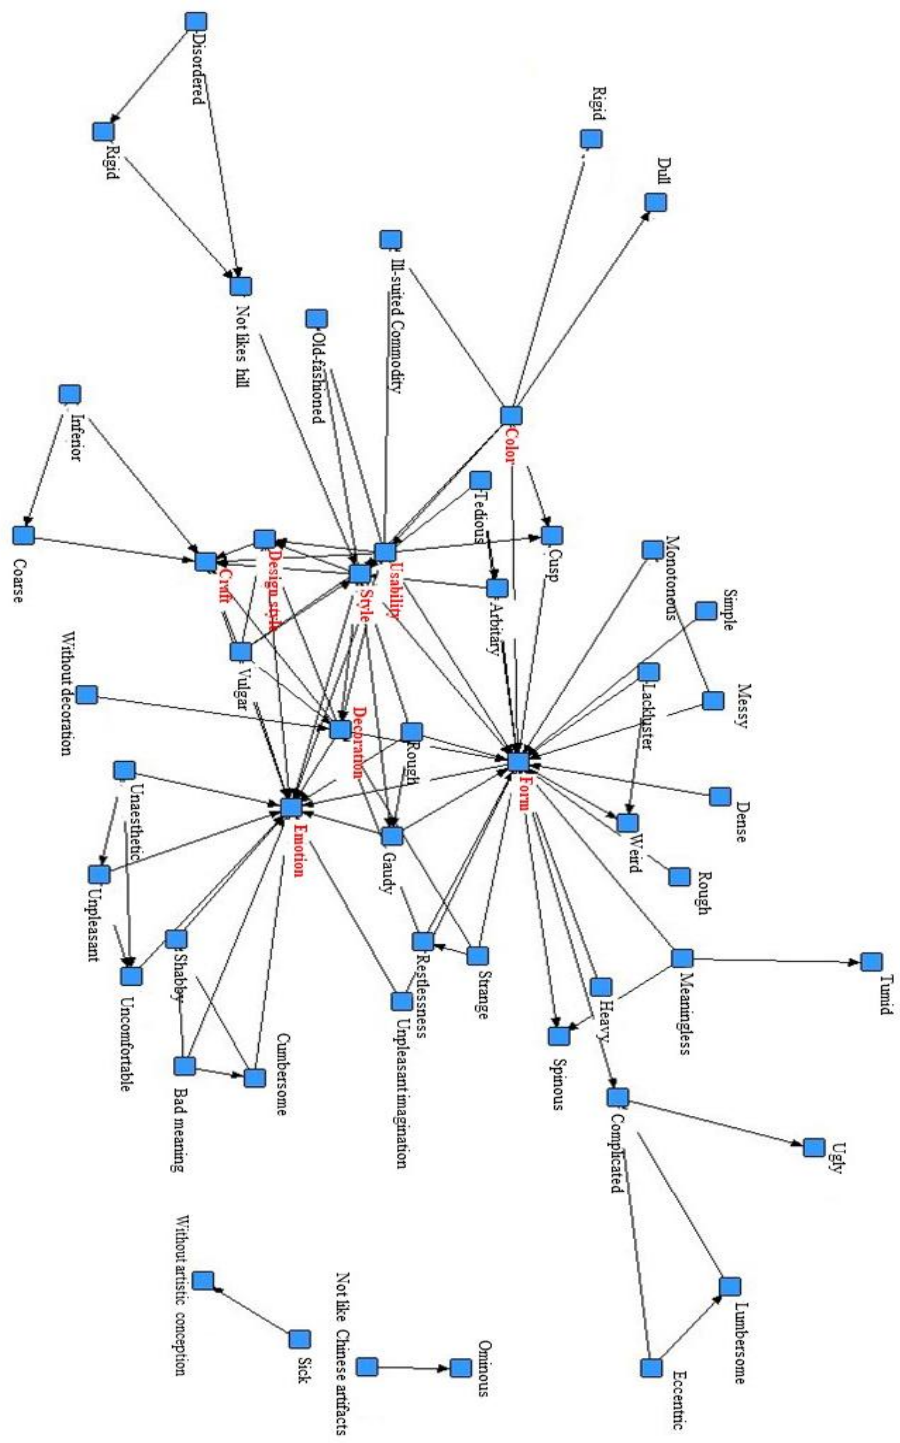 Disordered
Rigid
Rigid
Dull
Ill-suited Commodity
Not likes hill
Old-fashioned
Color
Inferior
Tedious
Cusp
Coarse
Craft
Design style
Style
Usability
Arbitary
Monotonous
Simple
Lackluster
Messy
Without decoration
Vulgar
Decoration
Rough
Form
Dense
Unaesthetic
Emotion
Gaudy
Weird
Rough
Unpleasant
Shabby
Uncomfortable
Restlessness
Strange
Meaningless
Heavy
Tumid
Unpleasant imagination
Spinous
Cumbersome
Bad meaning
Complicated
Ugly
Without artistic conception
Sick
Not like Chinese artifacts
Ominous
Lumbersome
Eccentric